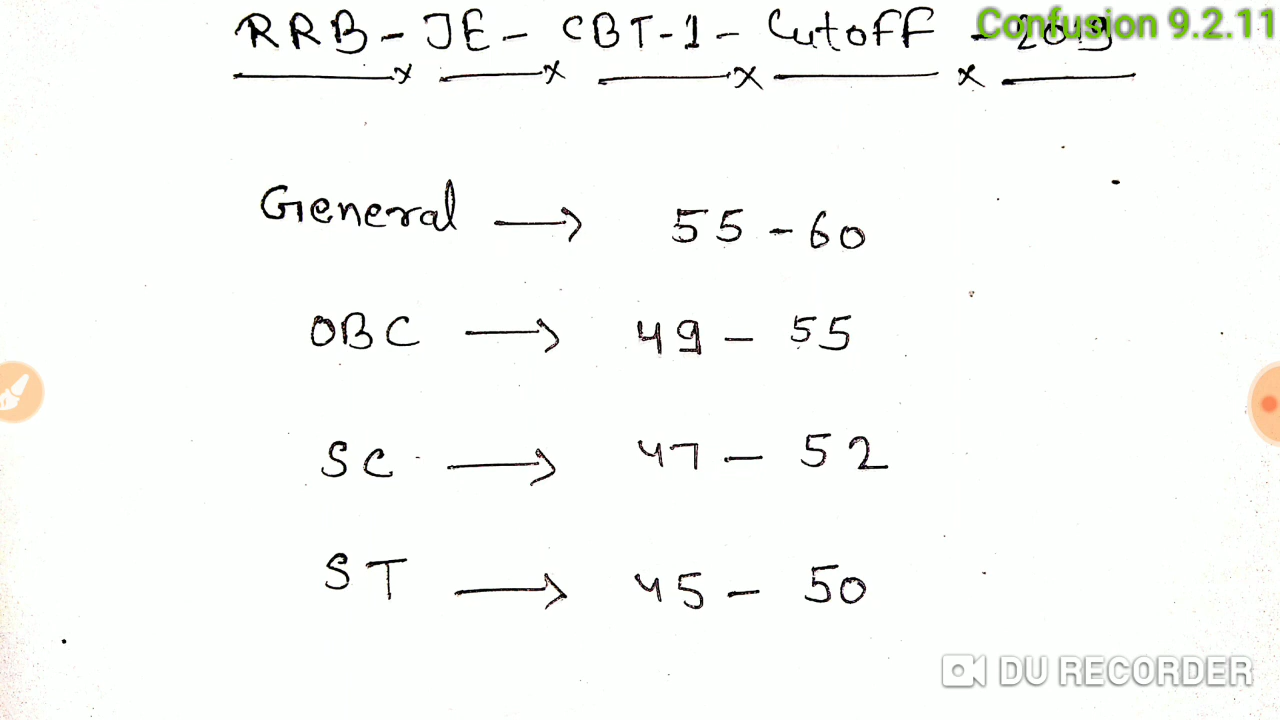 RRB - JE - CBT-1 - Cutoff - 2019
Confusion 9.2.11
General → 55 - 60
OBC → 49 - 55
SC → 47 - 52
ST → 45 - 50
DU RECORDER